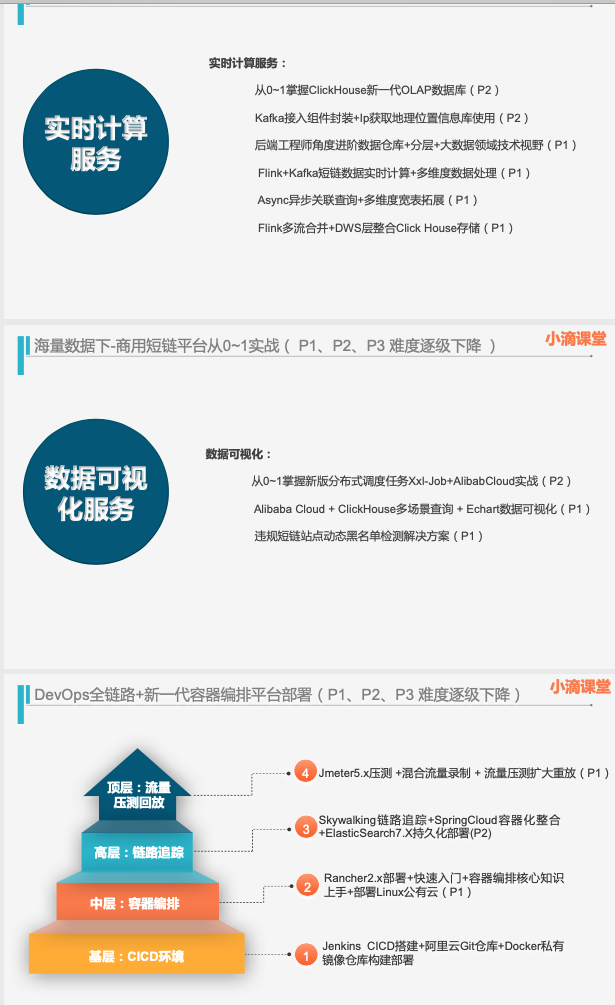 实时计算服务：
实时计算
服务
从0~1掌握ClickHouse新一代OLAP数据库（P2）
Kafka接入组件封装+Ip获取地理位置信息库使用（P2）
后端工程师角度进阶数据仓库+分层+大数据领域技术视野（P1）
Flink+Kafka短链数据实时计算+多维度数据处理（P1）
Async异步关联查询+多维度宽表拓展（P1）
Flink多流合并+DWS层整合Click House存储（P1）
海量数据下-商用短链平台从0~1实战（ P1、P2、P3 难度逐级下降 ）
小滴课堂
数据可视化：
数据可视
化服务
从0~1掌握新版分布式调度任务Xxl-Job+AlibabCloud实战（P2）
Alibaba Cloud + ClickHouse多场景查询 + Echart数据可视化（P1）
违规短链站点动态黑名单检测解决方案（P1）
DevOps全链路+新一代容器编排平台部署（P1、P2、P3 难度逐级下降）
小滴课堂
顶层：流量
压测回放
4 Jmeter5.x压测 +混合流量录制 + 流量压测扩大重放（P1）
高层：链路追踪
3 Skywalking链路追踪+SpringCloud容器化整合
+ElasticSearch7.X持久化部署(P2)
中层：容器编排
2 Rancher2.x部署+快速入门+容器编排核心知识
上手+部署Linux公有云（P1）
基层：CICD环境
1 Jenkins CICD搭建+阿里云Git仓库+Docker私有
镜像仓库构建部署